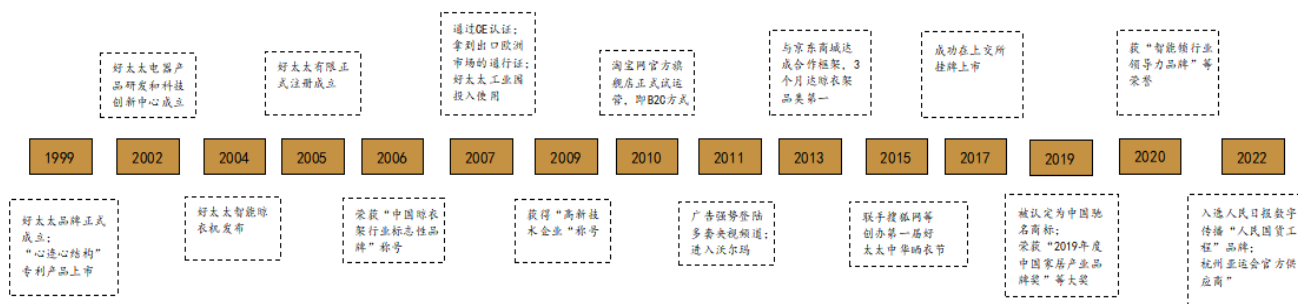 好太太电器产
品研发和科技
创新中心成立
好太太有限正
式注册成立
通过CE认证;
拿到出口欧洲
市场的通行证;
好太太工业园
投入使用
淘宝网官方旗
舰店正式试运
营，即B2C方式
与京东商城达
成合作框架，3
个月达晾衣架
品类第一
成功在上交所
挂牌上市
获“智能锁行业
领导力品牌”等
荣誉
1999
2002
2004
2005
2006
2007
2009
2010
2011
2013
2015
2017
2019
2020
2022
好太太品牌正式
成立;
“心连心结构”
专利产品上市
好太太智能晾
衣机发布
荣获“中国晾衣
架行业标志性品
牌”称号
获得“高新技
术企业“称号
广告强势登陆
多套央视频道;
进入沃尔玛
联手搜狐网等
创办第一届好
太太中华晒衣节
被认定为中国驰
名商标;
荣获“2019年度
中国家居产业品
牌奖”等大奖
入选人民日报数字
传播“人民国货工
程”品牌;
杭州亚运会官方供
应商”